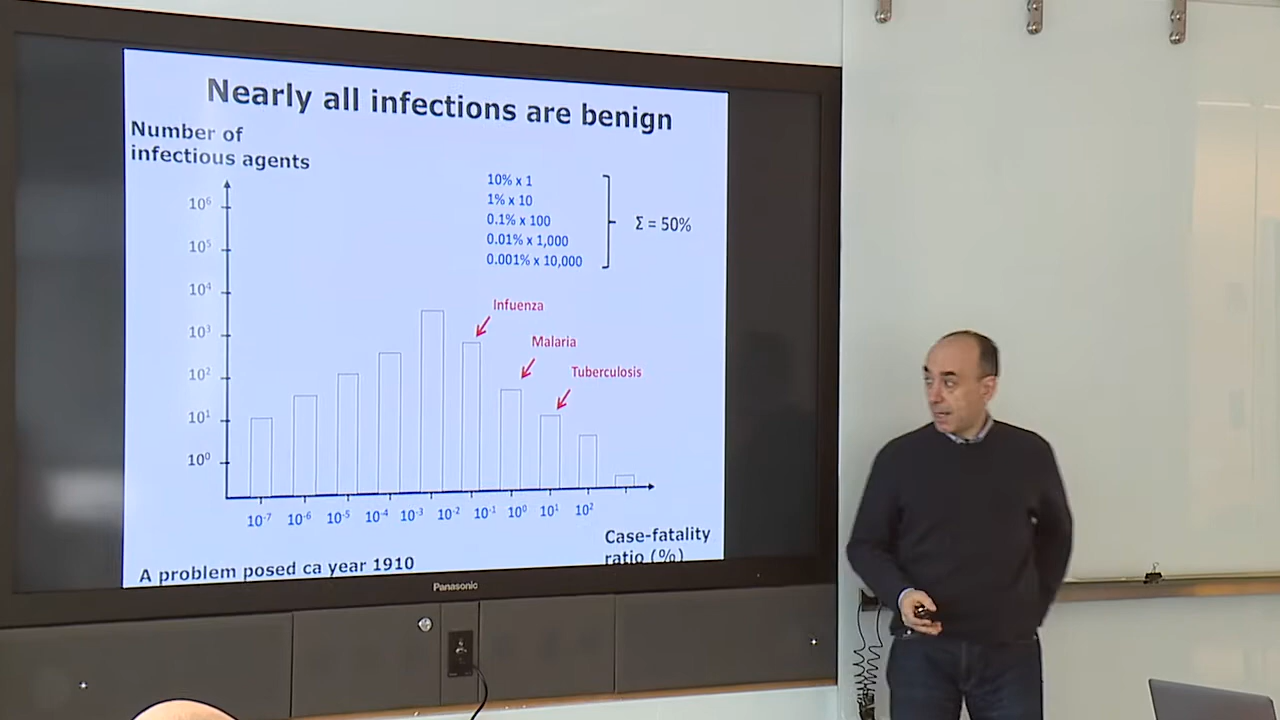 Nearly all infections are benign
Number of
infectious agents
10% x 1
1% x 10
0.1% x 100
0.01% x 1,000
0.001% x 10,000
Σ = 50%
10⁶
10⁵
10⁴
10³
10²
10¹
10⁰
Infuenza
Malaria
Tuberculosis
10⁻⁷ 10⁻⁶ 10⁻⁵ 10⁻⁴ 10⁻³ 10⁻² 10⁻¹ 10⁰ 10¹ 10²
Case-fatality
ratio (%)
A problem posed ca year 1910
Panasonic